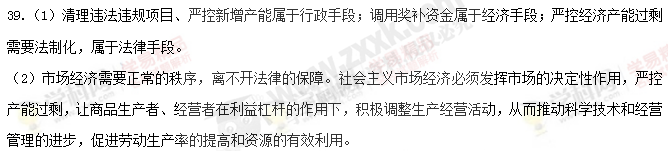 39.（1）清理违法违规项目、严控新增产能属于行政手段；调用奖补资金属于经济手段；严控经济产能过剩
需要法制化，属于法律手段。
（2）市场经济需要正常的秩序，离不开法律的保障。社会主义市场经济必须发挥市场的决定性作用，严控
产能过剩，让商品生产者、经营者在利益杠杆的作用下，积极调整生产经营活动，从而推动科学技术和经营
管理的进步，促进劳动生产率的提高和资源的有效利用。